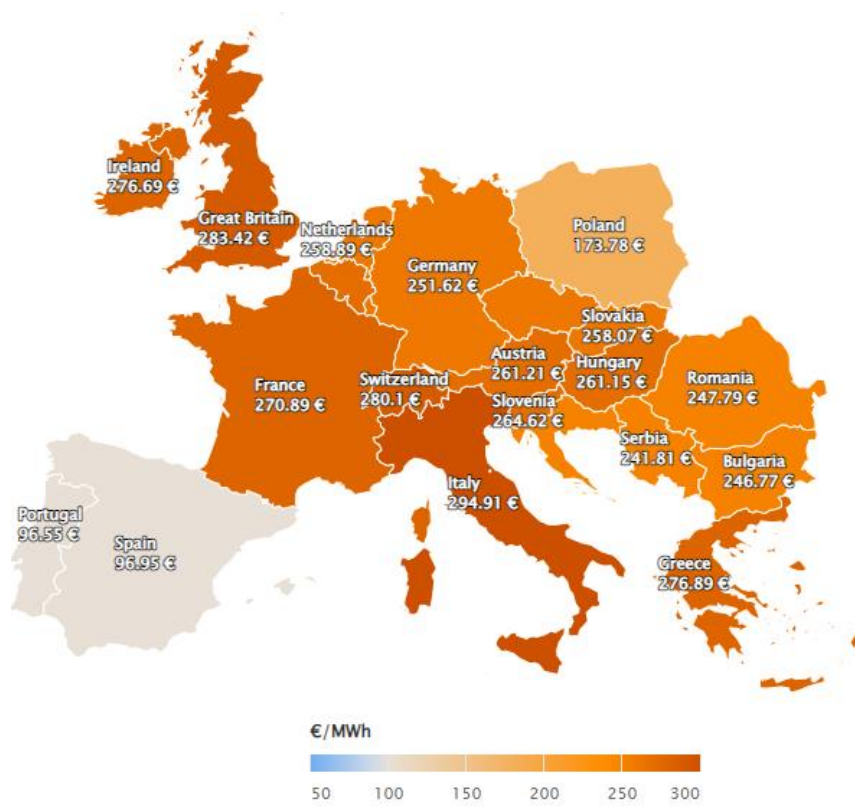 Ireland
276.69 €
Great Britain
283.42 €
Netherlands
258.89 €
Poland
173.78 €
Germany
251.62 €
Slovakia
258.07 €
Austria
261.21 €
Hungary
261.15 €
France
270.89 €
Switzerland
280.1 €
Slovenia
264.62 €
Romania
247.79 €
Serbia
241.81 €
Bulgaria
246.77 €
Italy
294.91 €
Portugal
96.55 €
Spain
96.95 €
Greece
276.89 €
€/MWh
50 100 150 200 250 300